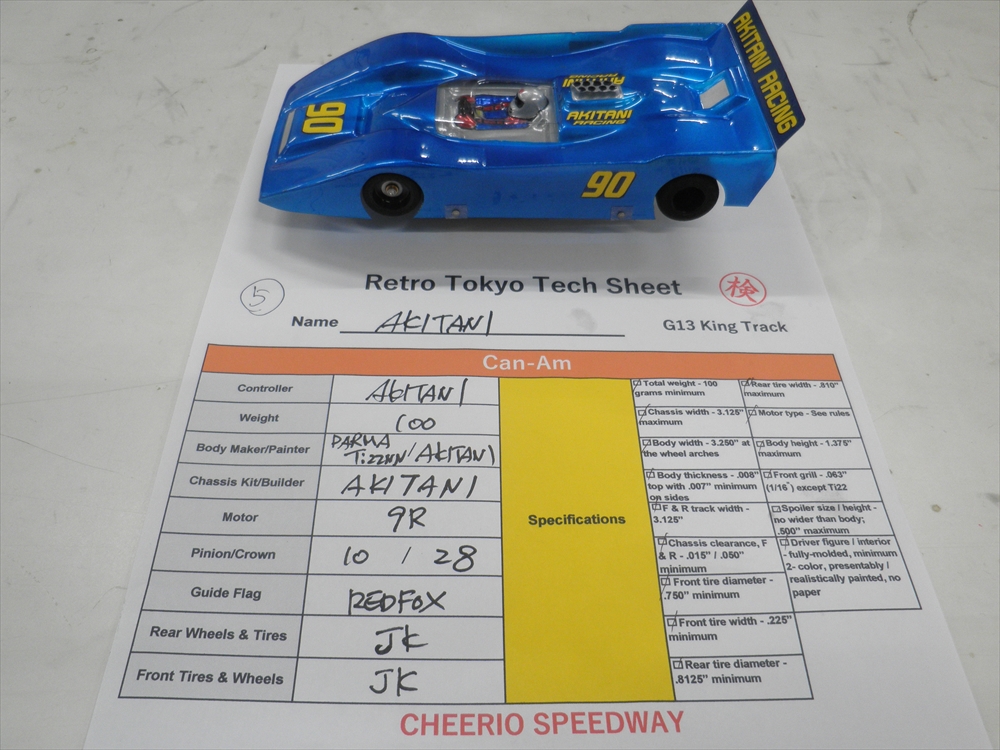 AKITANI RACING
90
AKITANI
RACING
90
Retro Tokyo Tech Sheet
検
5
Name AKITANI
G13 King Track
Can-Am
Controller AKITANI
Weight 100
Body Maker/Painter PARMA
Ti22NN/AKITANI
Chassis Kit/Builder AKITANI
Motor 9R
Pinion/Crown 10 / 28
Guide Flag REDFOX
Rear Wheels & Tires JK
Front Tires & Wheels JK
Specifications
Total weight - 100
grams minimum
Chassis width - 3.125"
maximum
Body width - 3.250" at
the wheel arches
Body thickness - .008"
top with .007" minimum
on sides
F & R track width -
3.125"
Chassis clearance, F
& R - .015" / .050"
minimum
Front tire diameter -
.750" minimum
Front tire width - .225"
minimum
Rear tire diameter -
.8125" minimum
Rear tire width - .810"
maximum
Motor type - See rules
Body height - 1.375"
maximum
Front grill - .063"
(1/16") except Ti22
Spoiler size / height -
no wider than body;
.500" maximum
Driver figure / interior
- fully-molded, minimum
2- color, presentably /
realistically painted, no
paper
CHEERIO SPEEDWAY